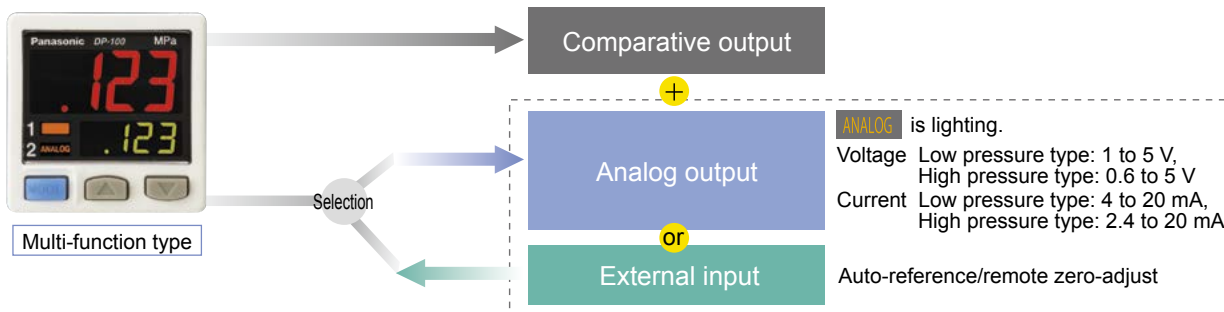 Panasonic DP-100 MPa
.123
1
2 ANALOG .123
MODE
Multi-function type
Selection
Comparative output
+
Analog output
or
External input
ANALOG is lighting.
Voltage Low pressure type: 1 to 5 V,
High pressure type: 0.6 to 5 V
Current Low pressure type: 4 to 20 mA,
High pressure type: 2.4 to 20 mA
Auto-reference/remote zero-adjust